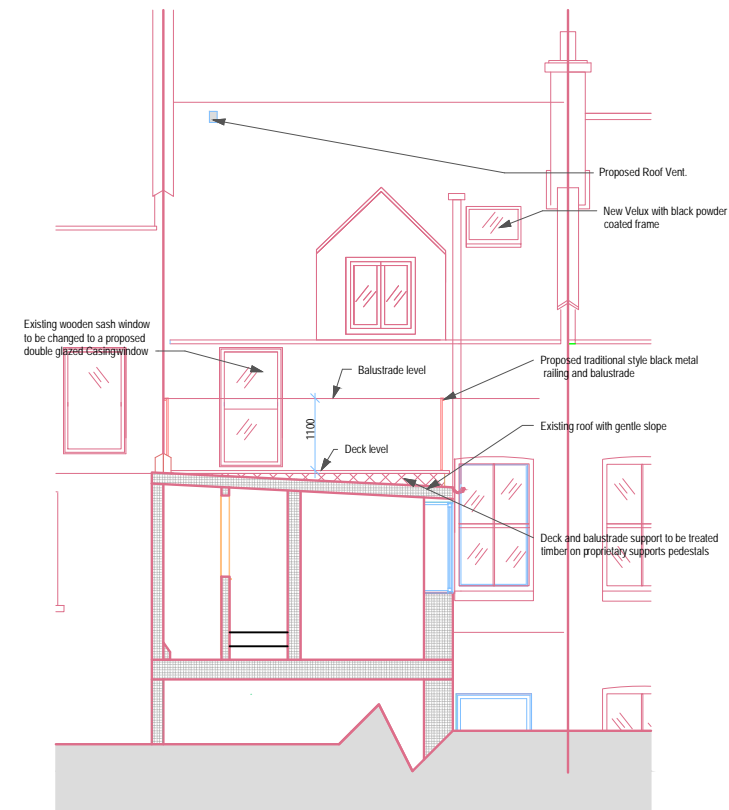 Proposed Roof Vent.
New Velux with black powder
coated frame
Existing wooden sash window
to be changed to a proposed
double glazed Casingwindow
Balustrade level
Proposed traditional style black metal
railing and balustrade
1100
Existing roof with gentle slope
Deck level
Deck and balustrade support to be treated
timber on proprietary supports pedestals